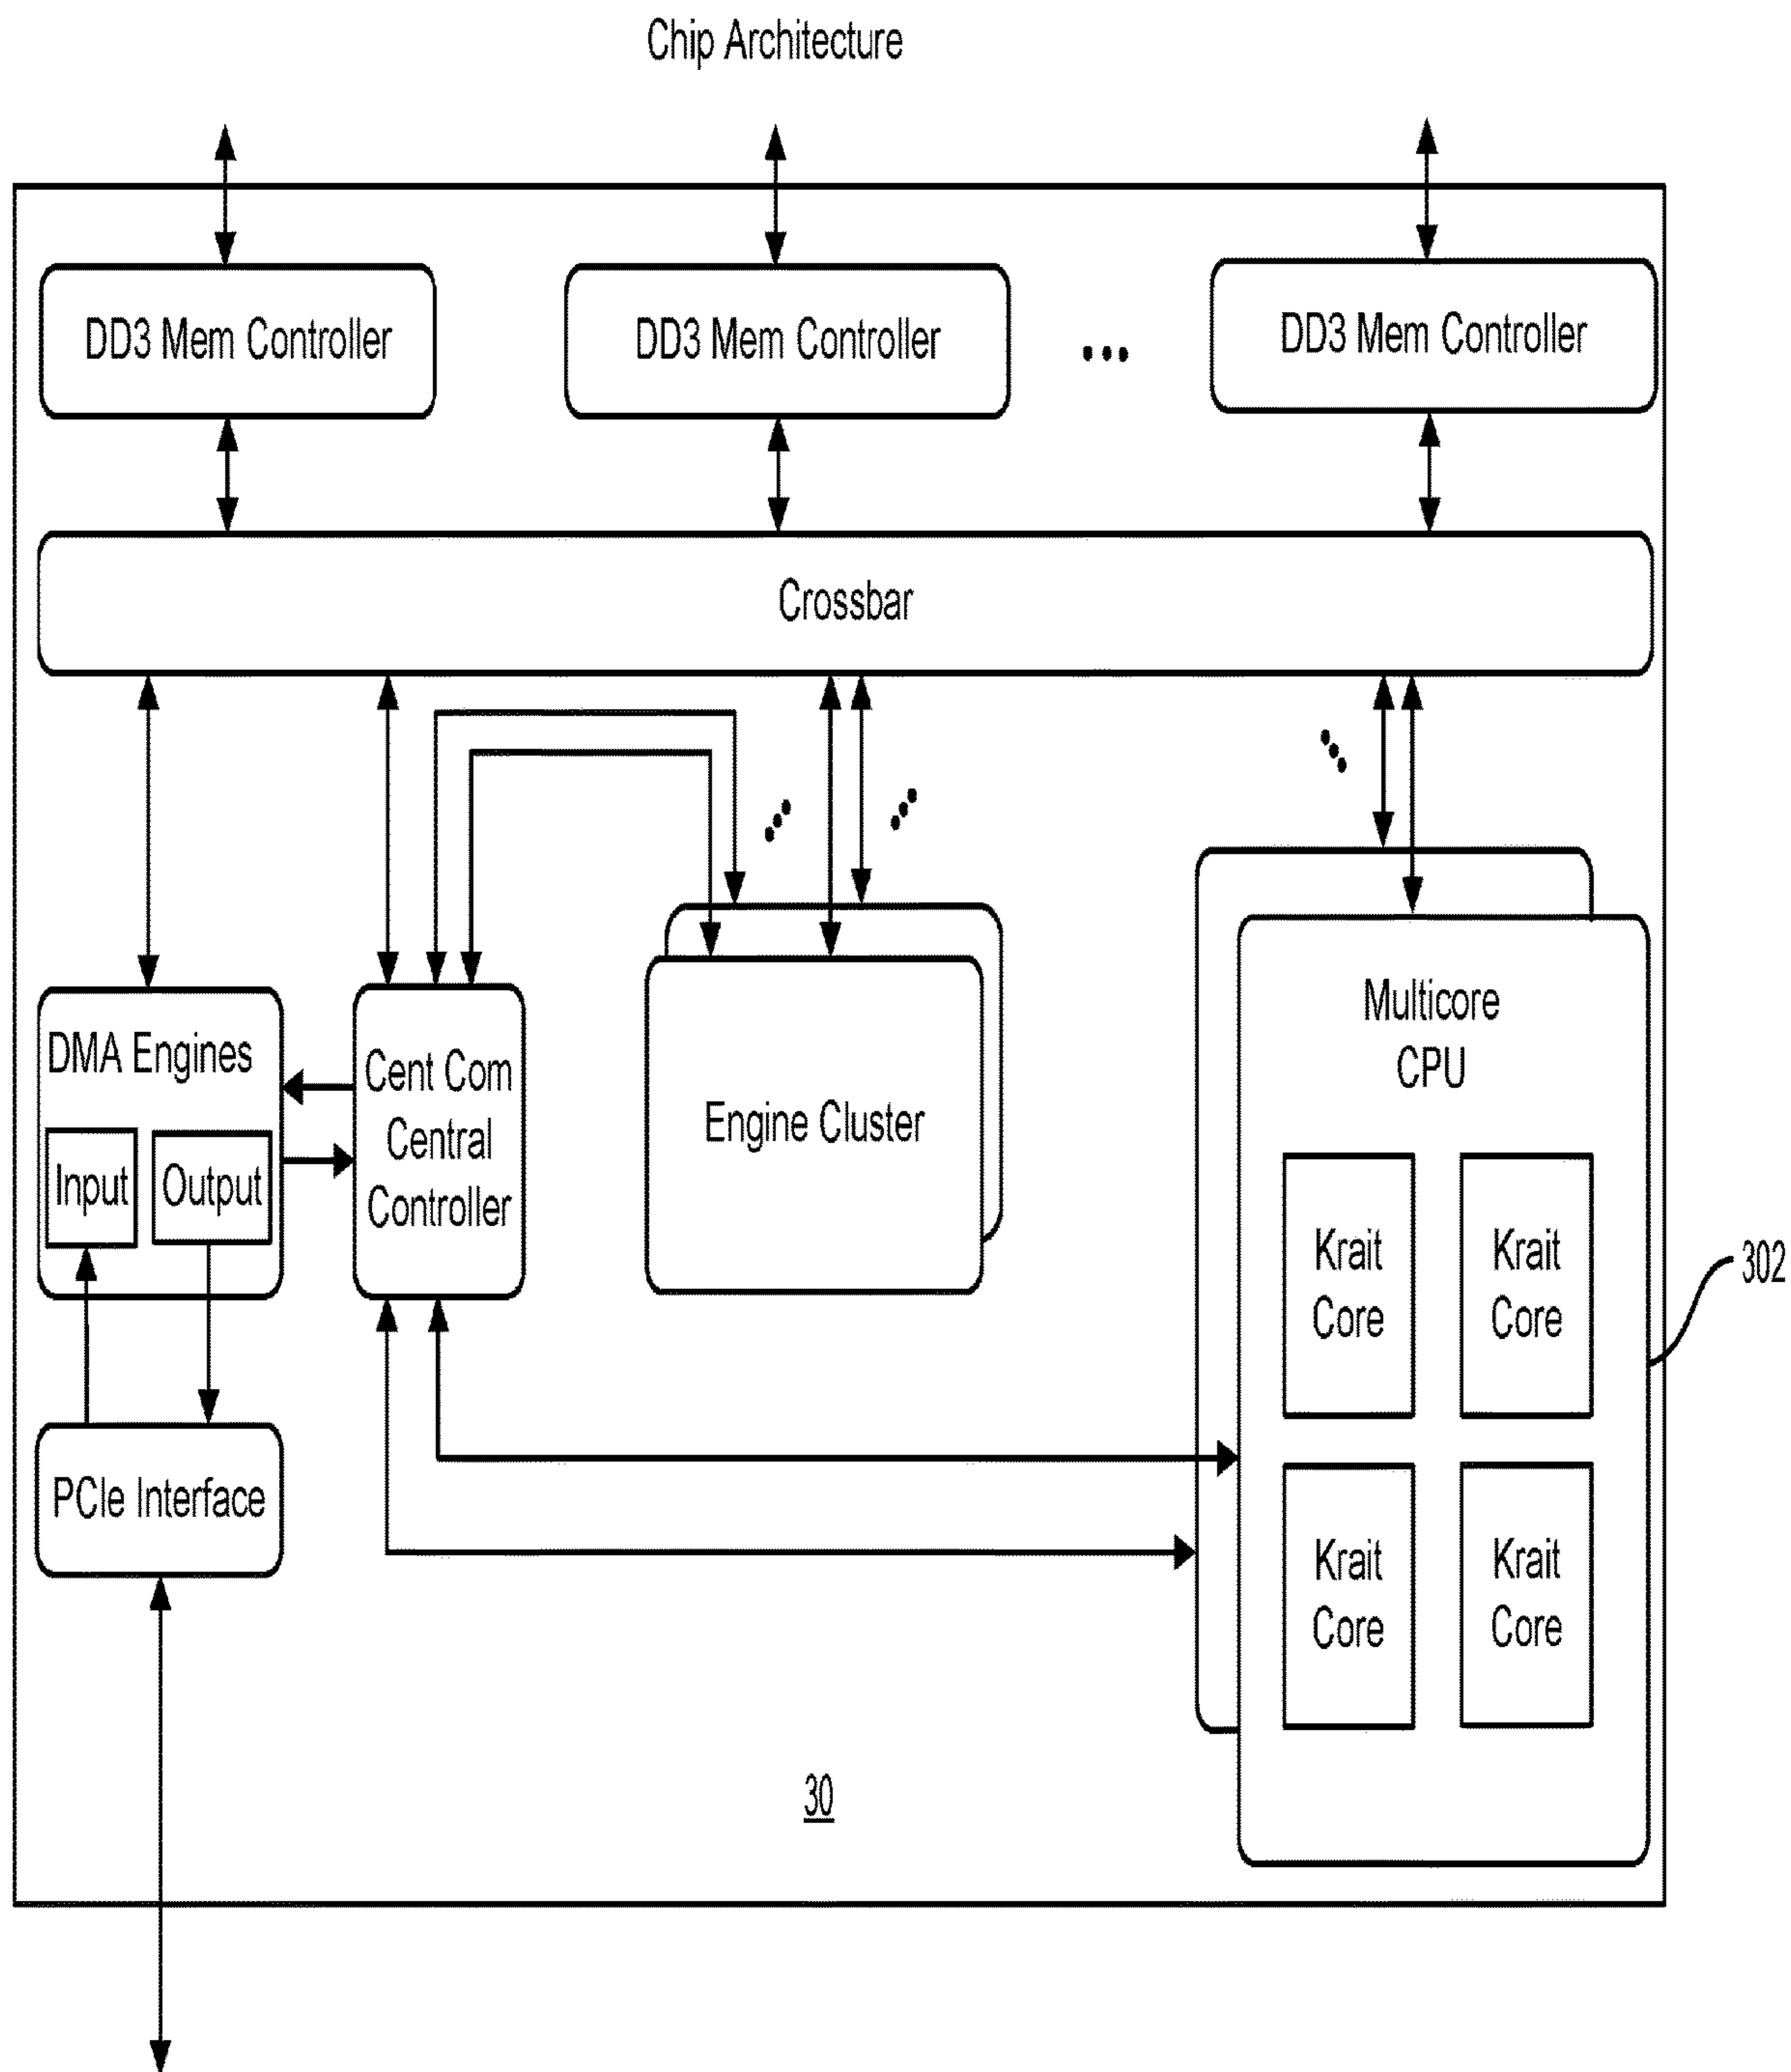 Chip Architecture
DD3 Mem Controller
DD3 Mem Controller
...
DD3 Mem Controller
Crossbar
DMA Engines
Input
Output
Cent Com
Central
Controller
Engine Cluster
Multicore
CPU
Krait
Core
Krait
Core
Krait
Core
Krait
Core
302
PCIe Interface
30